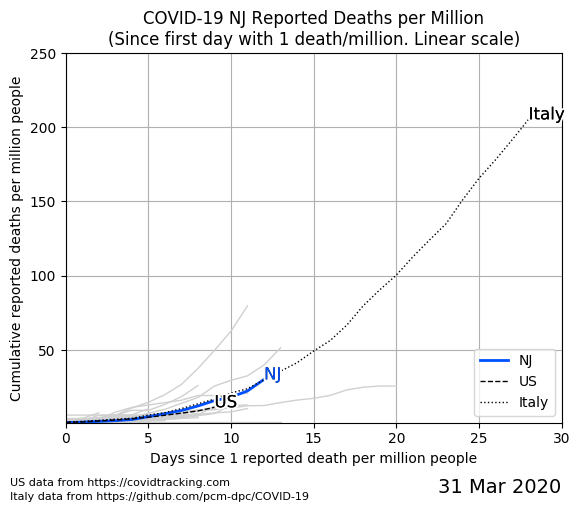 COVID-19 NJ Reported Deaths per Million
(Since first day with 1 death/million. Linear scale)
Cumulative reported deaths per million people
250
200
150
100
50
Italy
NJ
US
NJ
US
Italy
0 5 10 15 20 25 30
Days since 1 reported death per million people
US data from https://covidtracking.com
Italy data from https://github.com/pcm-dpc/COVID-19
31 Mar 2020